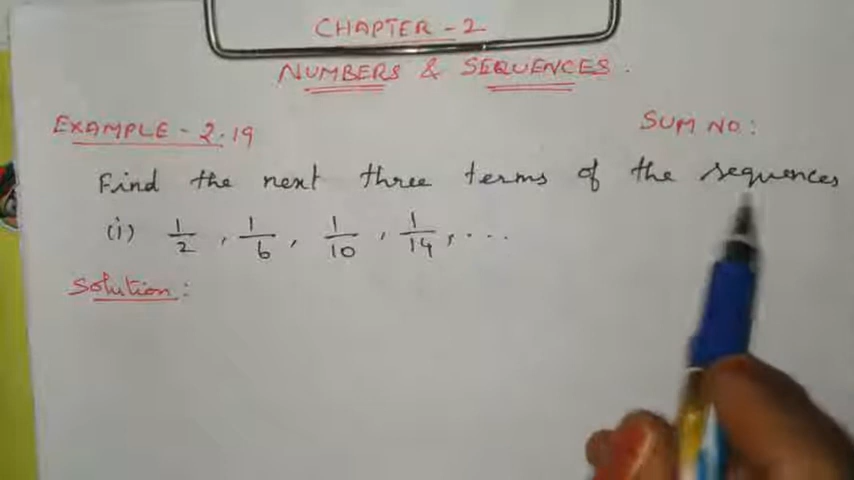 CHAPTER - 2
NUMBERS & SEQUENCES.
EXAMPLE - 2.19 SUM NO:
Find the next three terms of the sequences
(i) 1/2, 1/6, 1/10, 1/14, ...
Solution: